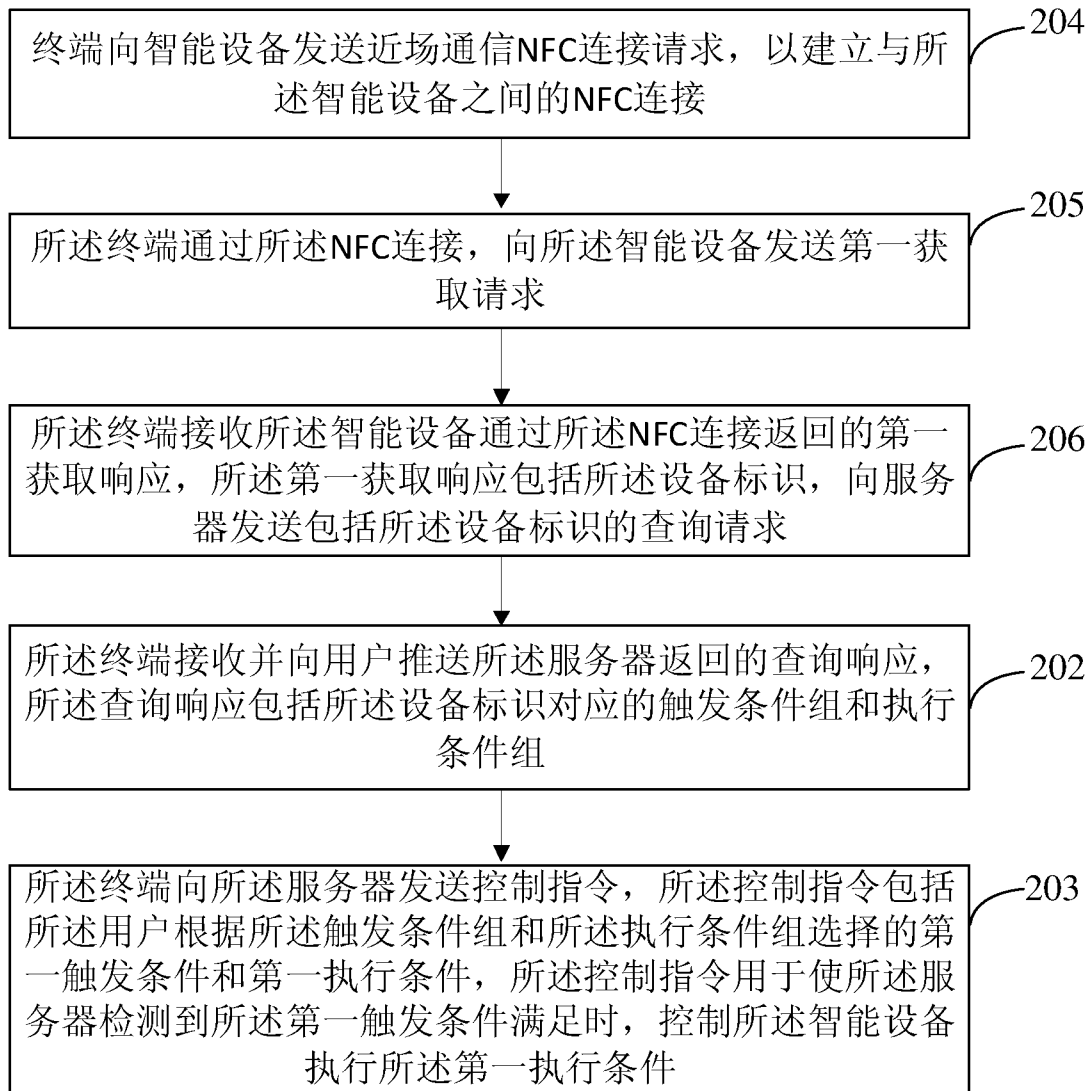 终端向智能设备发送近场通信NFC连接请求，以建立与所
述智能设备之间的NFC连接
204
所述终端通过所述NFC连接，向所述智能设备发送第一获
取请求
205
所述终端接收所述智能设备通过所述NFC连接返回的第一
获取响应，所述第一获取响应包括所述设备标识，向服务
器发送包括所述设备标识的查询请求
206
所述终端接收并向用户推送所述服务器返回的查询响应，
所述查询响应包括所述设备标识对应的触发条件组和执行
条件组
202
所述终端向所述服务器发送控制指令，所述控制指令包括
所述用户根据所述触发条件组和所述执行条件组选择的第
一触发条件和第一执行条件，所述控制指令用于使所述服
务器检测到所述第一触发条件满足时，控制所述智能设备
执行所述第一执行条件
203